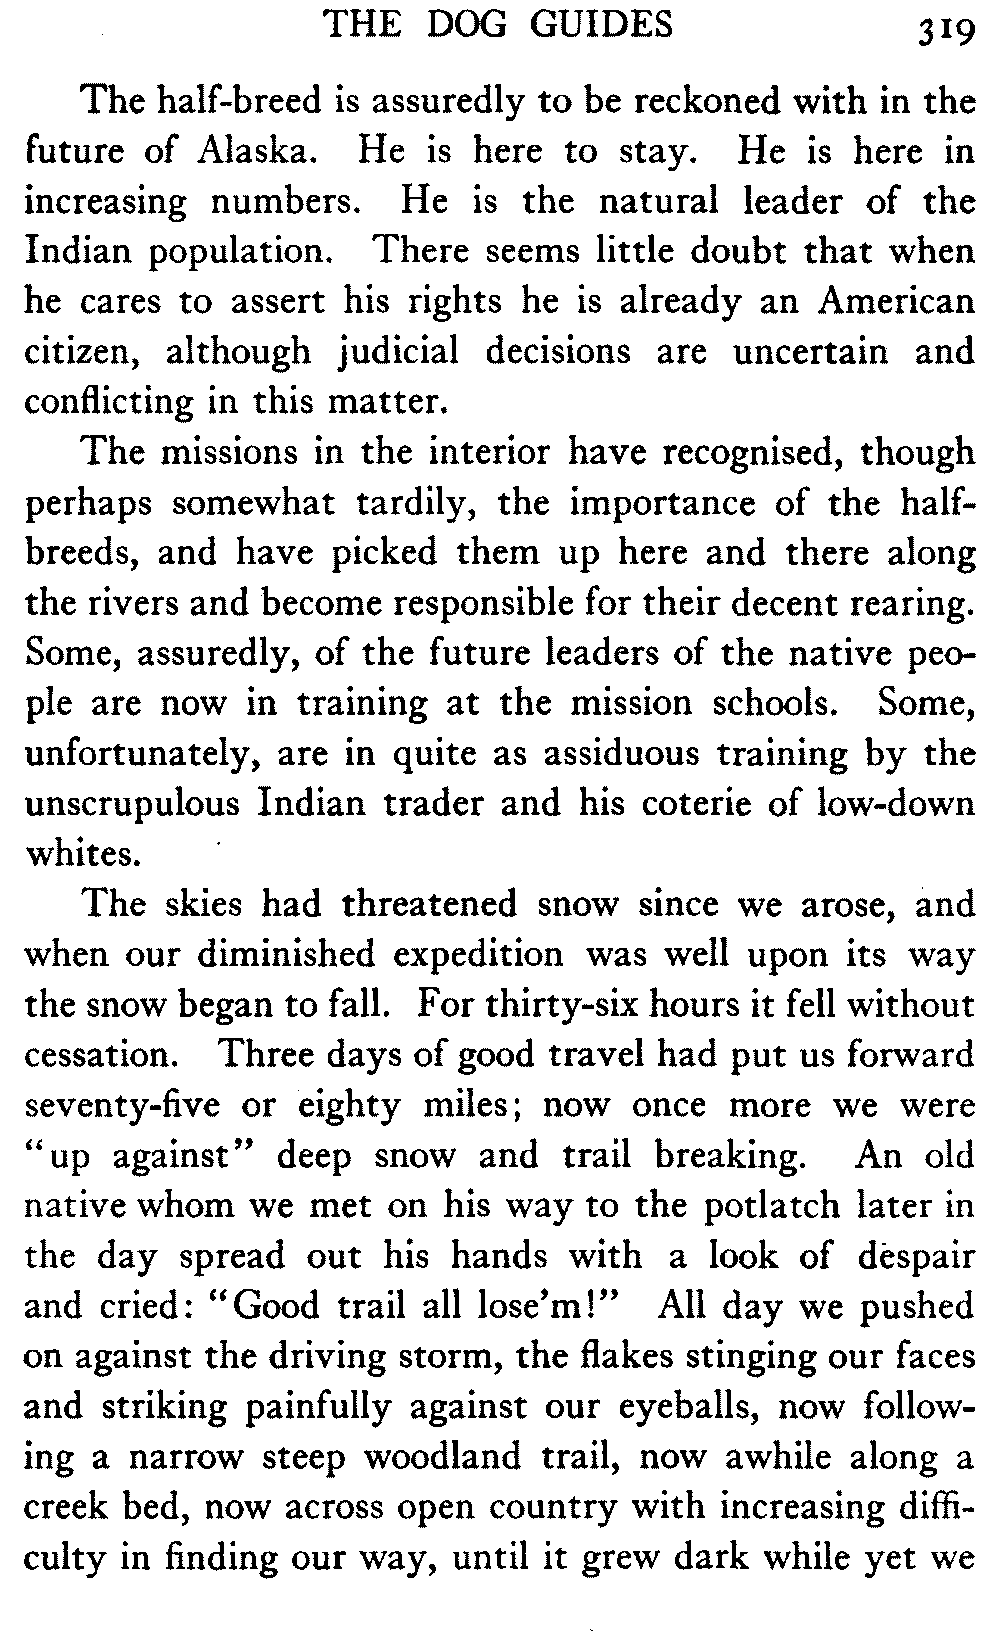 THE DOG GUIDES 319
The half-breed is assuredly to be reckoned with in the
future of Alaska. He is here to stay. He is here in
increasing numbers. He is the natural leader of the
Indian population. There seems little doubt that when
he cares to assert his rights he is already an American
citizen, although judicial decisions are uncertain and
conflicting in this matter.
The missions in the interior have recognised, though
perhaps somewhat tardily, the importance of the half-
breeds, and have picked them up here and there along
the rivers and become responsible for their decent rearing.
Some, assuredly, of the future leaders of the native peo-
ple are now in training at the mission schools. Some,
unfortunately, are in quite as assiduous training by the
unscrupulous Indian trader and his coterie of low-down
whites.
The skies had threatened snow since we arose, and
when our diminished expedition was well upon its way
the snow began to fall. For thirty-six hours it fell without
cessation. Three days of good travel had put us forward
seventy-five or eighty miles; now once more we were
"up against" deep snow and trail breaking. An old
native whom we met on his way to the potlatch later in
the day spread out his hands with a look of despair
and cried: "Good trail all lose'm!" All day we pushed
on against the driving storm, the flakes stinging our faces
and striking painfully against our eyeballs, now follow-
ing a narrow steep woodland trail, now awhile along a
creek bed, now across open country with increasing diffi-
culty in finding our way, until it grew dark while yet we